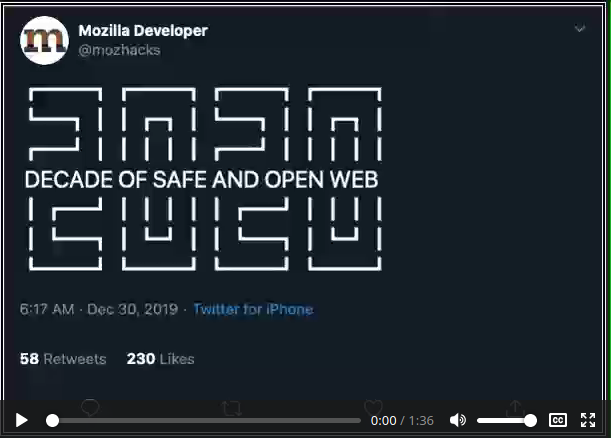 m
Mozilla Developer
@mozhacks
2020
DECADE OF SAFE AND OPEN WEB
6:17 AM · Dec 30, 2019 · Twitter for iPhone
58 Retweets 230 Likes
0:00 / 1:36
CC